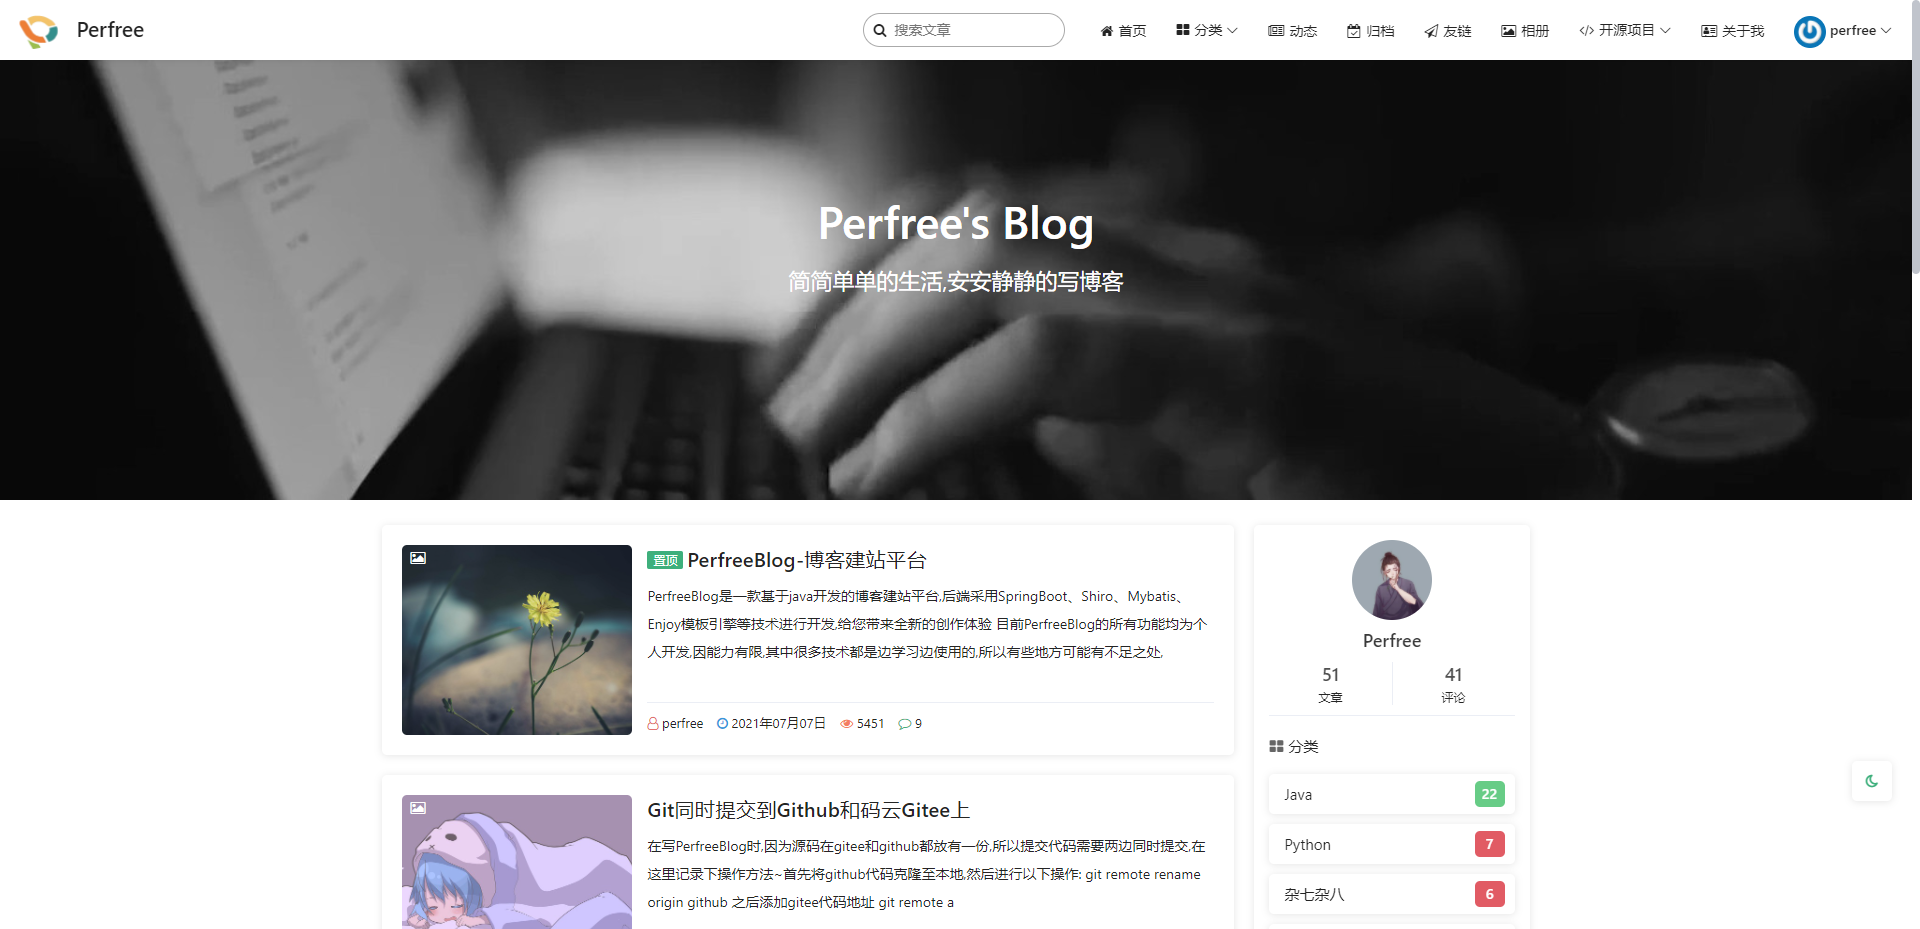 Perfree
搜索文章
首页
分类
动态
归档
友链
相册
开源项目
关于我
perfree
Perfree's Blog
简简单单的生活,安安静静的写博客
置顶 PerfreeBlog-博客建站平台
PerfreeBlog是一款基于java开发的博客建站平台,后端采用SpringBoot、Shiro、Mybatis、
Enjoy模板引擎等技术进行开发,给您带来全新的创作体验 目前PerfreeBlog的所有功能均为个
人开发,因能力有限,其中很多技术都是边学习边使用的,所以有些地方可能有不足之处,
perfree 2021年07月07日 5451 9
Git同时提交到Github和码云Gitee上
在写PerfreeBlog时,因为源码在gitee和github都放有一份,所以提交代码需要两边同时提交,在
这里记录下操作方法~首先将github代码克隆至本地,然后进行以下操作: git remote rename
origin github 之后添加gitee代码地址 git remote a
Perfree
51 41
文章 评论
分类
Java 22
Python 7
杂七杂八 6